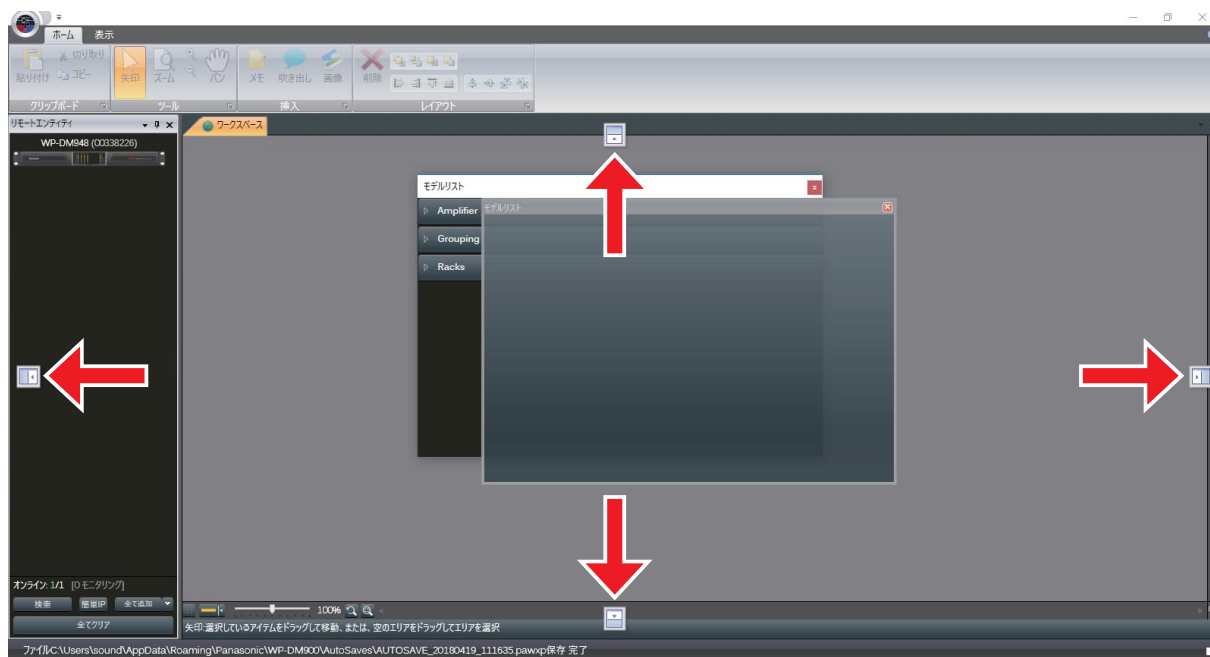 ホーム 表示
貼り付け 切り取り コピー 矢印 ズーム パン メモ 吹き出し 画像 削除
クリップボード ツール 挿入 レイアウト
リモートエンティティ
WP-DM948 (00338226)
ワークスペース
モデルリスト
Amplifier
Grouping
Racks
モデルリスト
オンライン: 1/1 [0 モニタリング]
検索 簡単IP 全て追加
全てクリア
100%
矢印:選択しているアイテムをドラッグして移動、または、空のエリアをドラッグしてエリアを選択
ファイルC:\Users\sound\AppData\Roaming\Panasonic\WP-DM900\AutoSaves\AUTOSAVE_20180419_111635.pawxp保存 完了